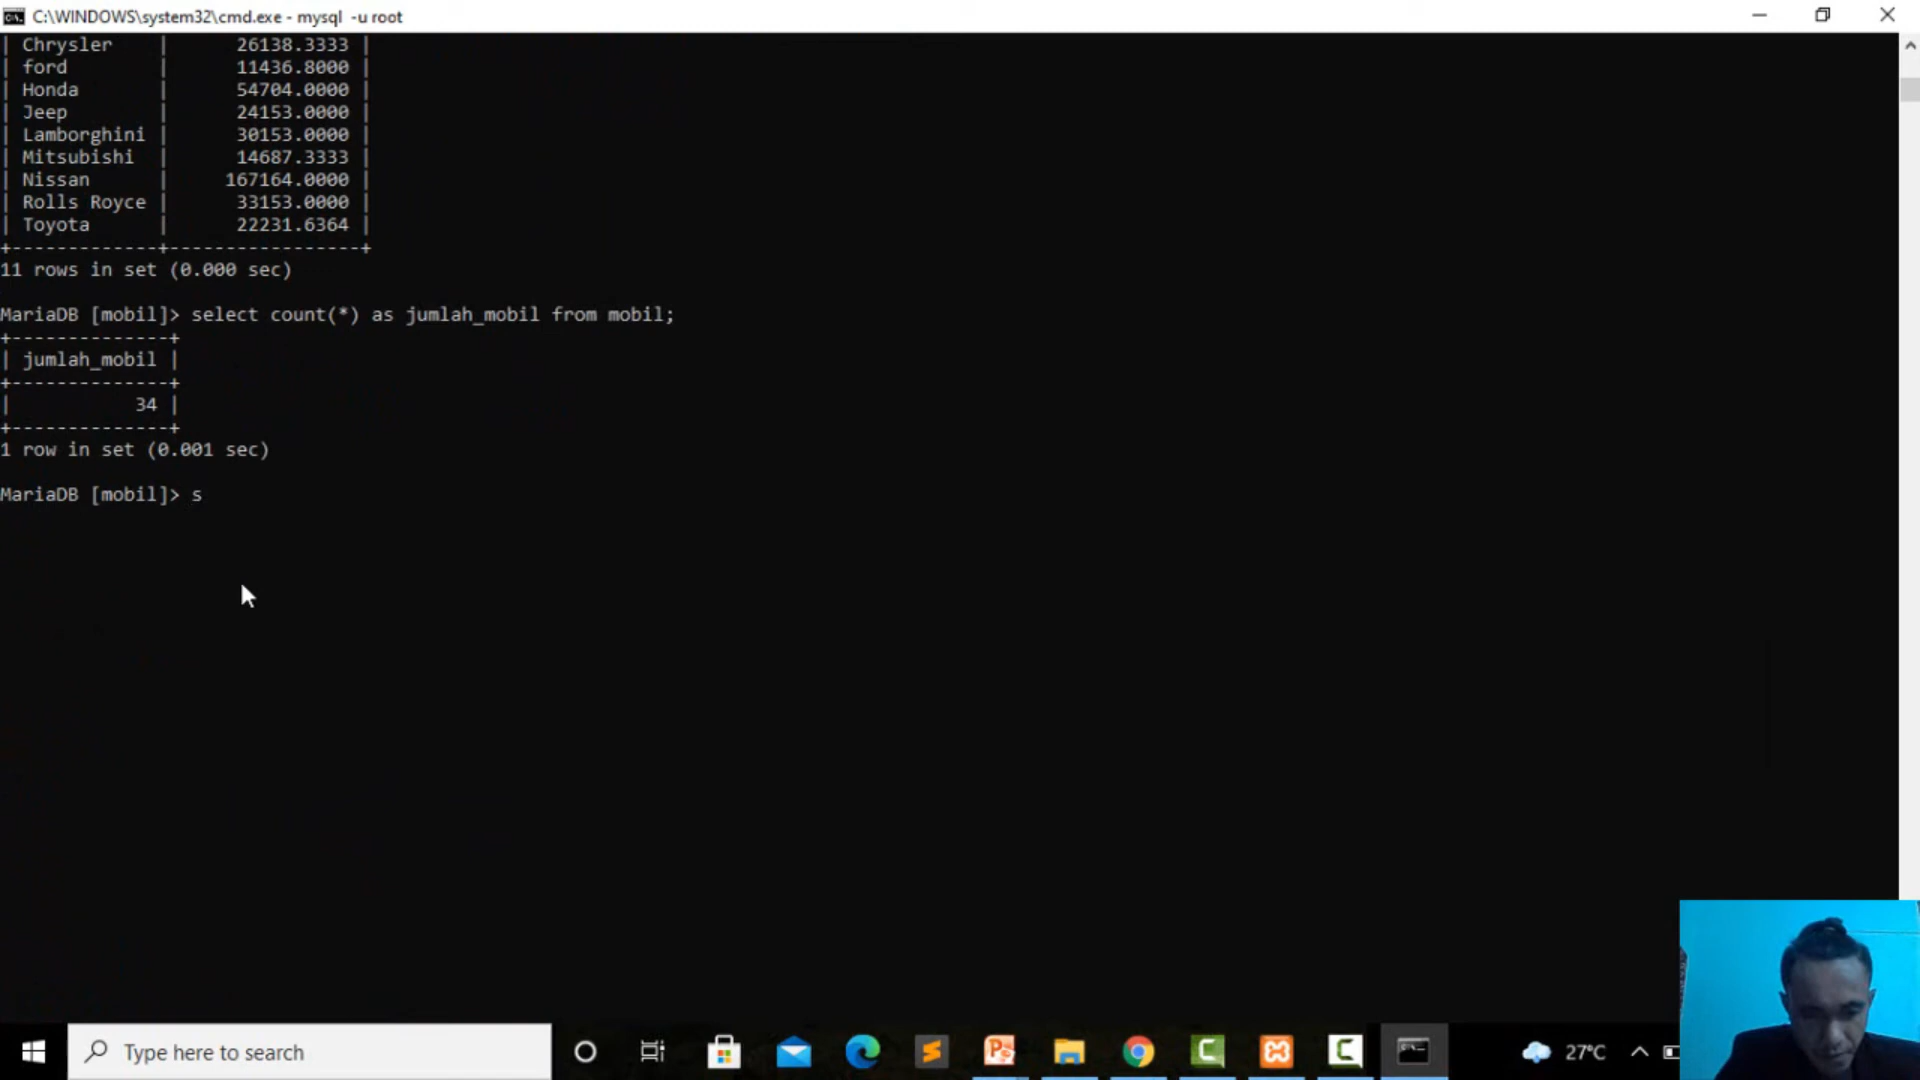 C:\WINDOWS\system32\cmd.exe - mysql  -u root
| Chrysler    |      26138.3333 |
| ford        |      11436.8000 |
| Honda       |      54704.0000 |
| Jeep        |      24153.0000 |
| Lamborghini |      30153.0000 |
| Mitsubishi  |      14687.3333 |
| Nissan      |     167164.0000 |
| Rolls Royce |      33153.0000 |
| Toyota      |      22231.6364 |
+-------------+-----------------+
11 rows in set (0.000 sec)
MariaDB [mobil]> select count(*) as jumlah_mobil from mobil;
+--------------+
| jumlah_mobil |
+--------------+
|           34 |
+--------------+
1 row in set (0.001 sec)
MariaDB [mobil]> s
Type here to search
27°C